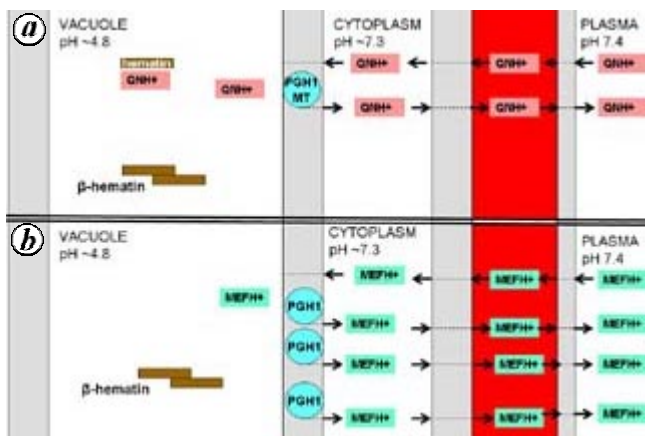 a
VACUOLE
pH ~4.8
CYTOPLASM
pH ~7.3
PLASMA
pH 7.4
hematin
QNH+
QNH+
PGH1
MT
QNH+
QNH+
QNH+
QNH+
QNH+
QNH+
β-hematin
b
VACUOLE
pH ~4.8
CYTOPLASM
pH ~7.3
PLASMA
pH 7.4
MEFH+
MEFH+
MEFH+
MEFH+
PGH1
MEFH+
MEFH+
MEFH+
PGH1
MEFH+
MEFH+
MEFH+
β-hematin
PGH1
MEFH+
MEFH+
MEFH+